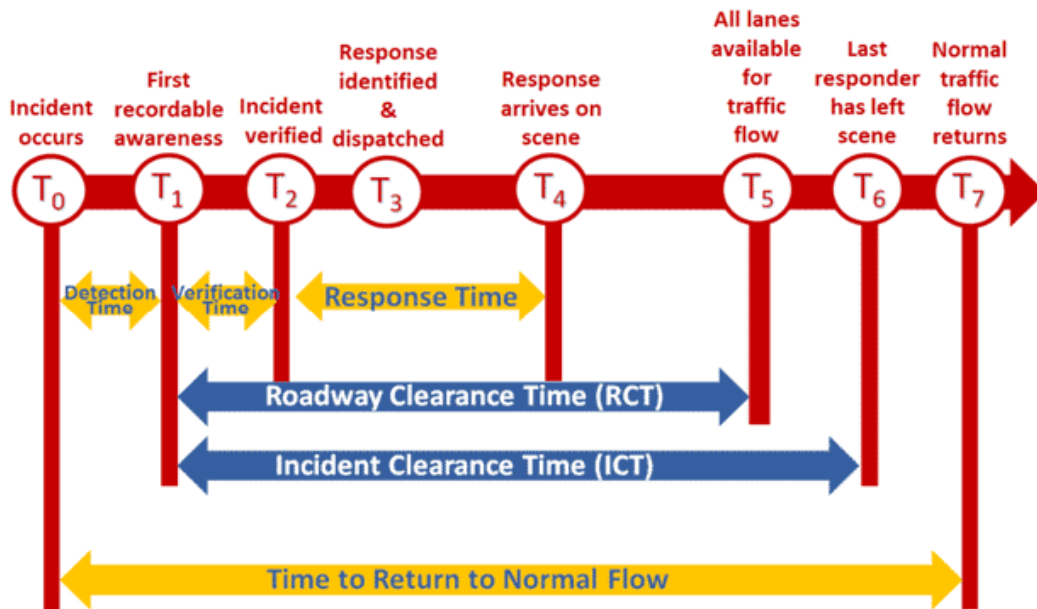 Incident
occurs
First
recordable
awareness
Incident
verified
Response
identified
&
dispatched
Response
arrives on
scene
All lanes
available
for
traffic
flow
Last
responder
has left
scene
Normal
traffic
flow
returns
T0
T1
T2
T3
T4
T5
T6
T7
Detection
Time
Verification
Time
Response Time
Roadway Clearance Time (RCT)
Incident Clearance Time (ICT)
Time to Return to Normal Flow